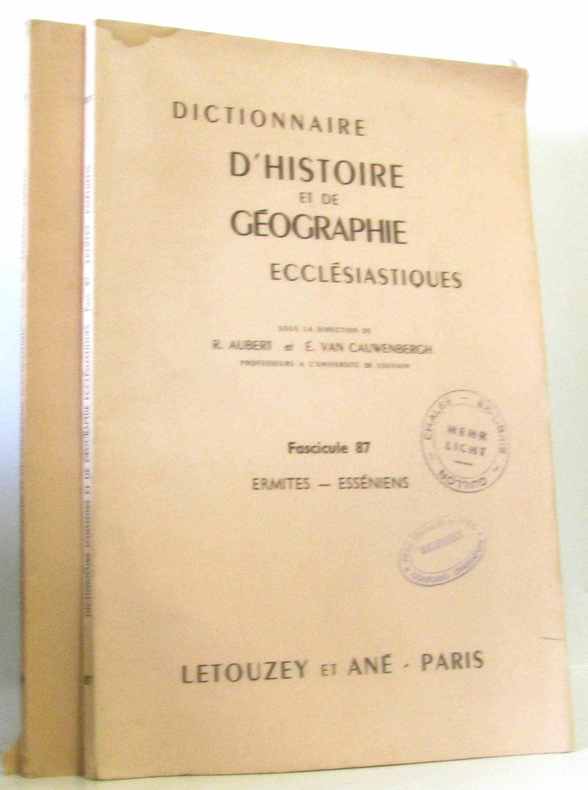 DICTIONNAIRE
D'HISTOIRE
ET DE
GÉOGRAPHIE
ECCLÉSIASTIQUES
SOUS LA DIRECTION DE
R. AUBERT et E. VAN CAUWENBERGH
PROFESSEURS A L'UNIVERSITÉ DE LOUVAIN
Fascicule 87
ERMITES — ESSÉNIENS
CHALET
MEHR
LICHT
LETOUZEY ET ANÉ - PARIS